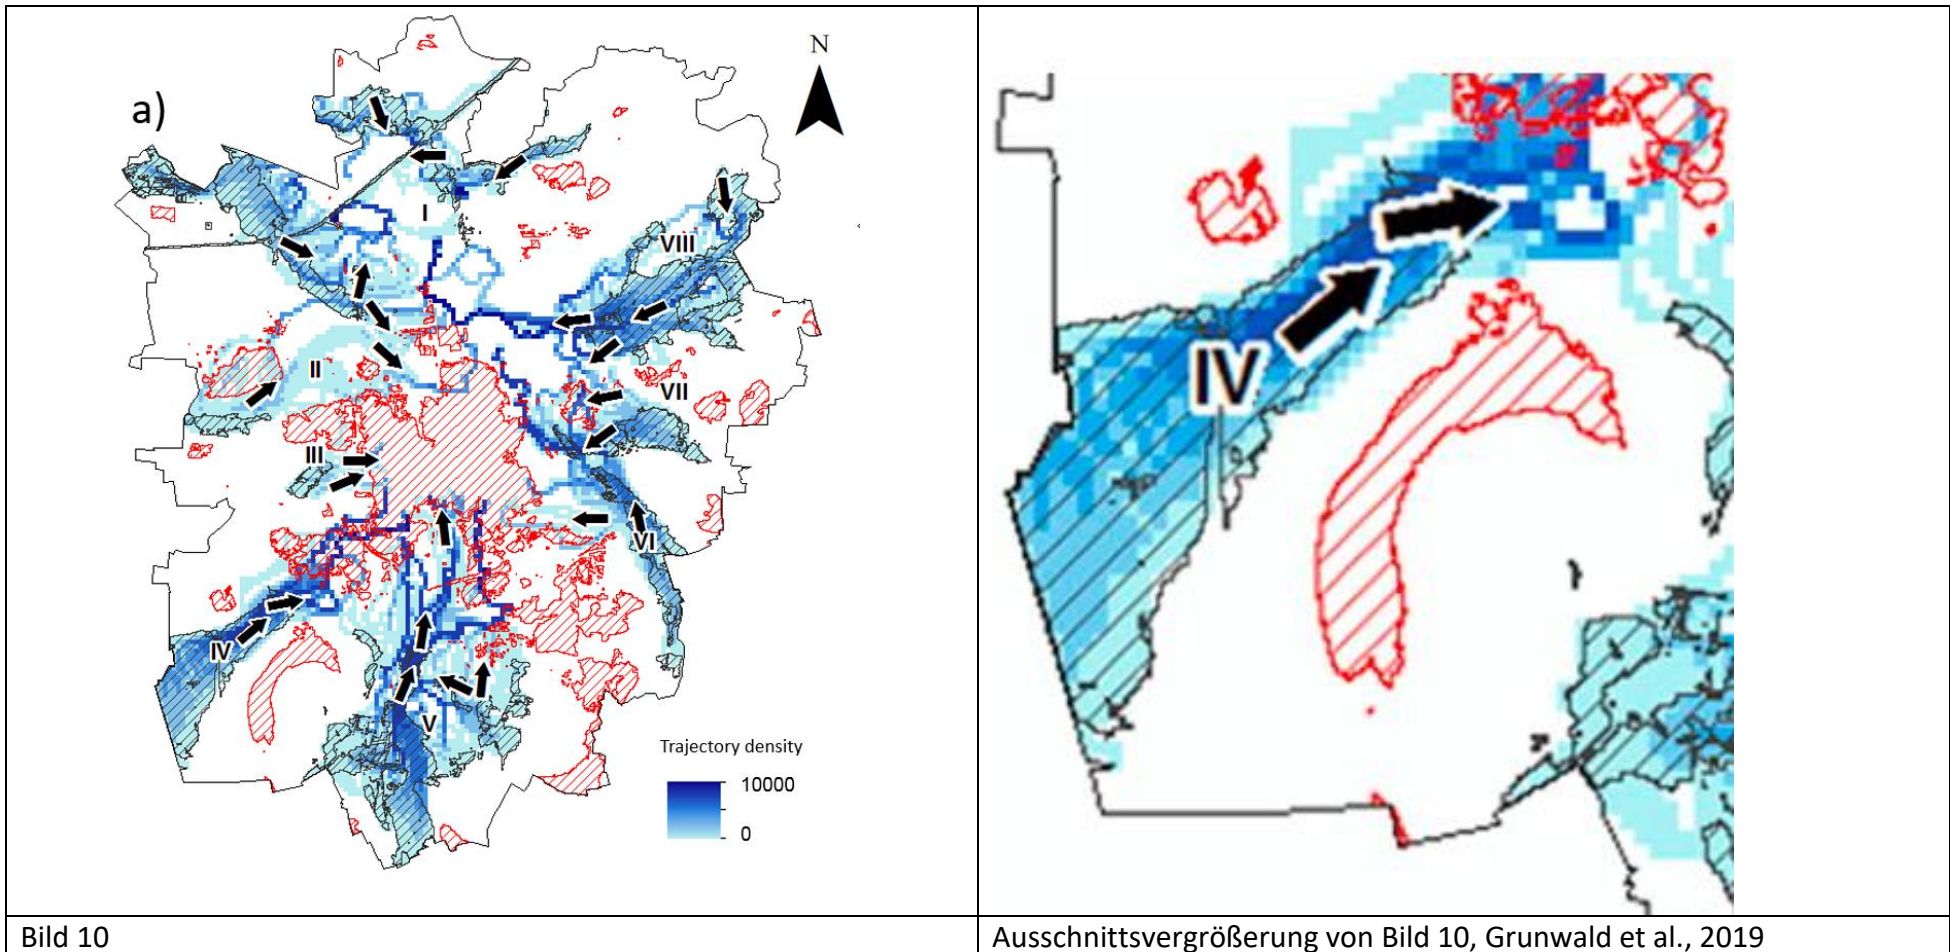 a)
N
I
VIII
II
VII
III
VI
IV
V
Trajectory density
10000
0
IV
Bild 10
Ausschnittsvergrößerung von Bild 10, Grunwald et al., 2019